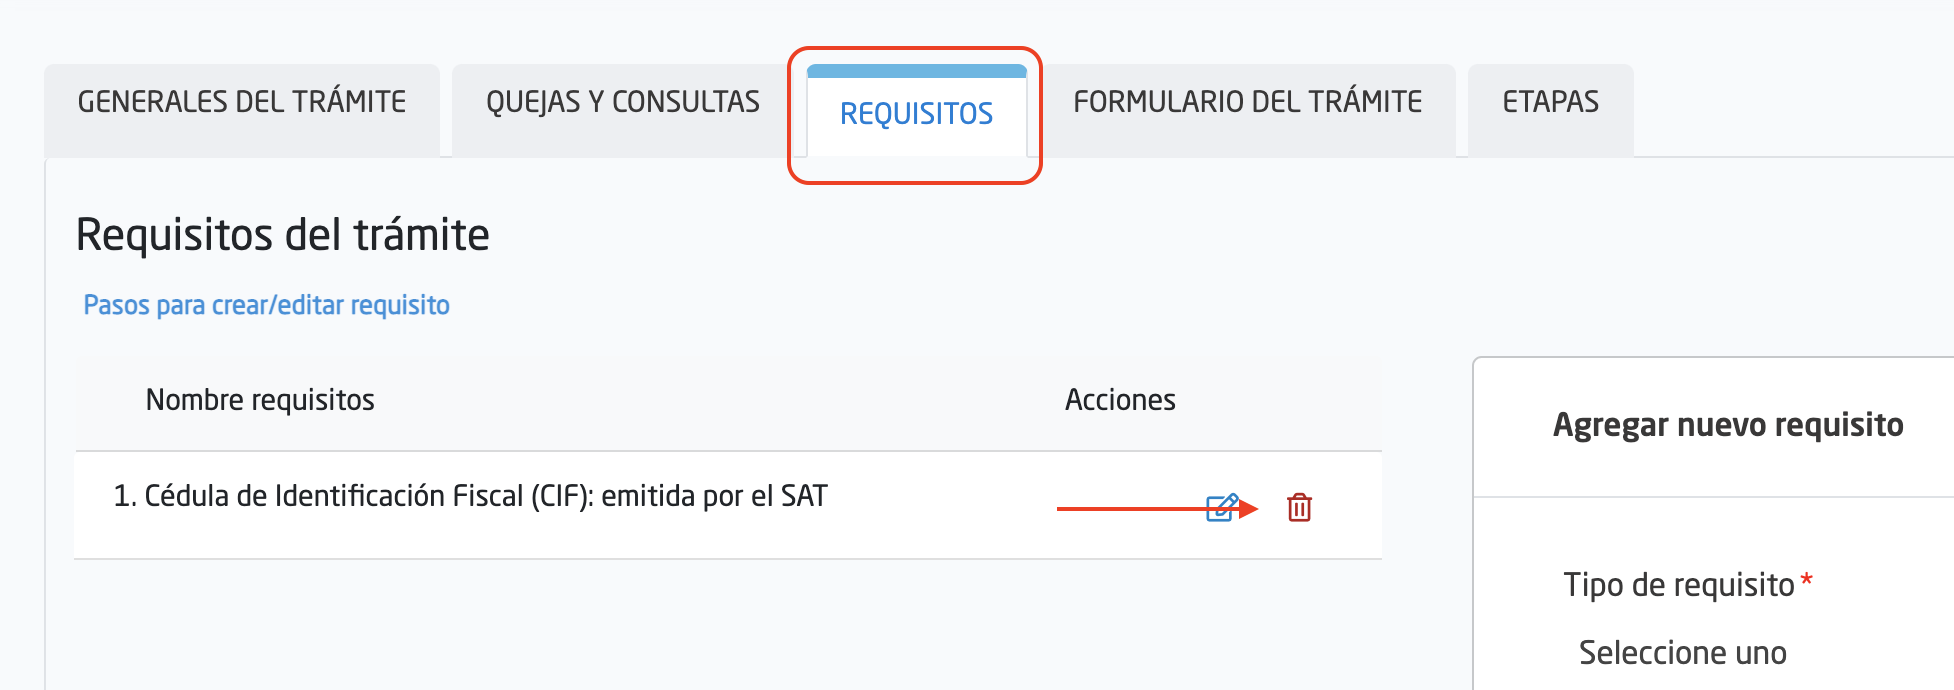 GENERALES DEL TRÁMITE
QUEJAS Y CONSULTAS
REQUISITOS
FORMULARIO DEL TRÁMITE
ETAPAS
Requisitos del trámite
Pasos para crear/editar requisito
Nombre requisitos
Acciones
1. Cédula de Identificación Fiscal (CIF): emitida por el SAT
Agregar nuevo requisito
Tipo de requisito*
Seleccione uno